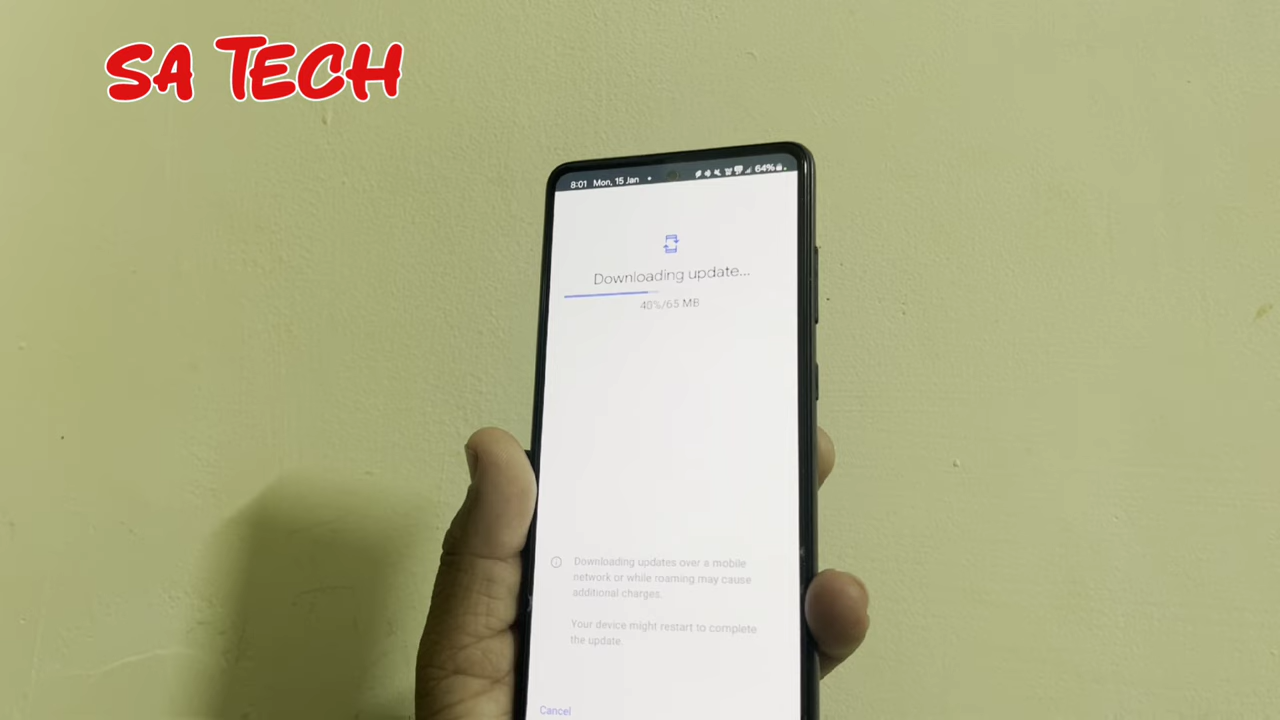 SA TECH
8:01 Mon, 15 Jan • 64%
Downloading update...
48%/65 MB
Downloading updates over a mobile
network or while roaming may cause
additional charges.
Your device might restart to complete
the update.
Cancel